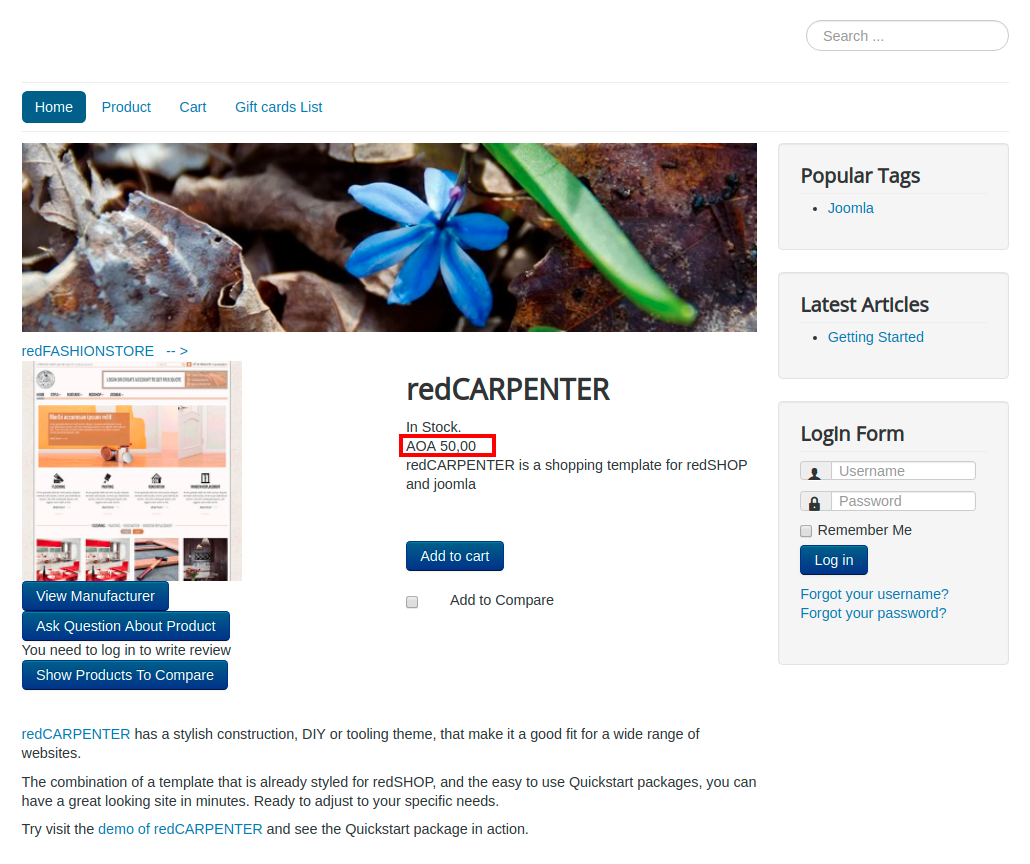 Search ...
Home
Product
Cart
Gift cards List
redFASHIONSTORE -- >
redCARPENTER
In Stock.
AOA 50,00
redCARPENTER is a shopping template for redSHOP
and joomla
Add to cart
Add to Compare
View Manufacturer
Ask Question About Product
You need to log in to write review
Show Products To Compare
redCARPENTER has a stylish construction, DIY or tooling theme, that make it a good fit for a wide range of
websites.
The combination of a template that is already styled for redSHOP, and the easy to use Quickstart packages, you can
have a great looking site in minutes. Ready to adjust to your specific needs.
Try visit the demo of redCARPENTER and see the Quickstart package in action.
Popular Tags
Joomla
Latest Articles
Getting Started
Login Form
Username
Password
Remember Me
Log in
Forgot your username?
Forgot your password?